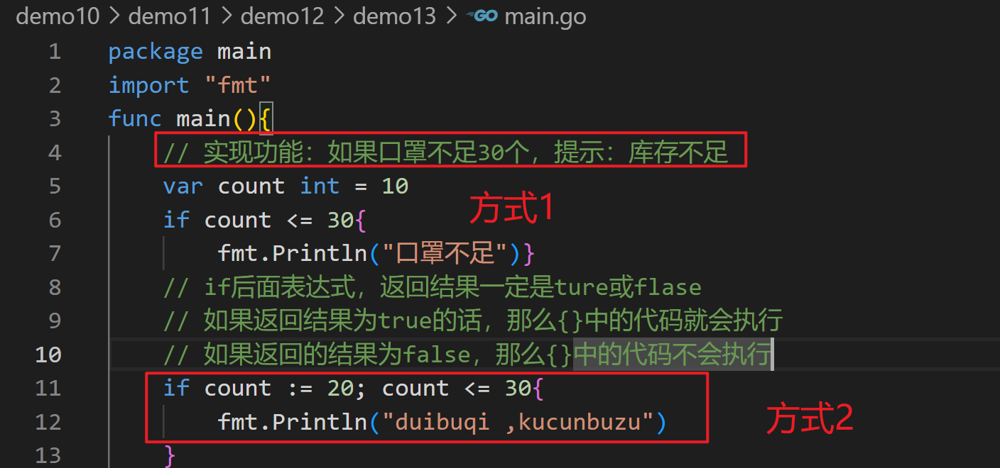 demo10 > demo11 > demo12 > demo13 > GO main.go
1 package main
2 import "fmt"
3 func main(){
4 // 实现功能：如果口罩不足30个，提示：库存不足
5 var count int = 10
方式1
6 if count <= 30{
7 fmt.Println("口罩不足")}
8 // if后面表达式，返回结果一定是ture或flase
9 // 如果返回结果为true的话，那么{}中的代码就会执行
10 // 如果返回的结果为false，那么{}中的代码不会执行
11 if count := 20; count <= 30{
12 fmt.Println("duibuqi ,kucunbuzu")
方式2
13 }